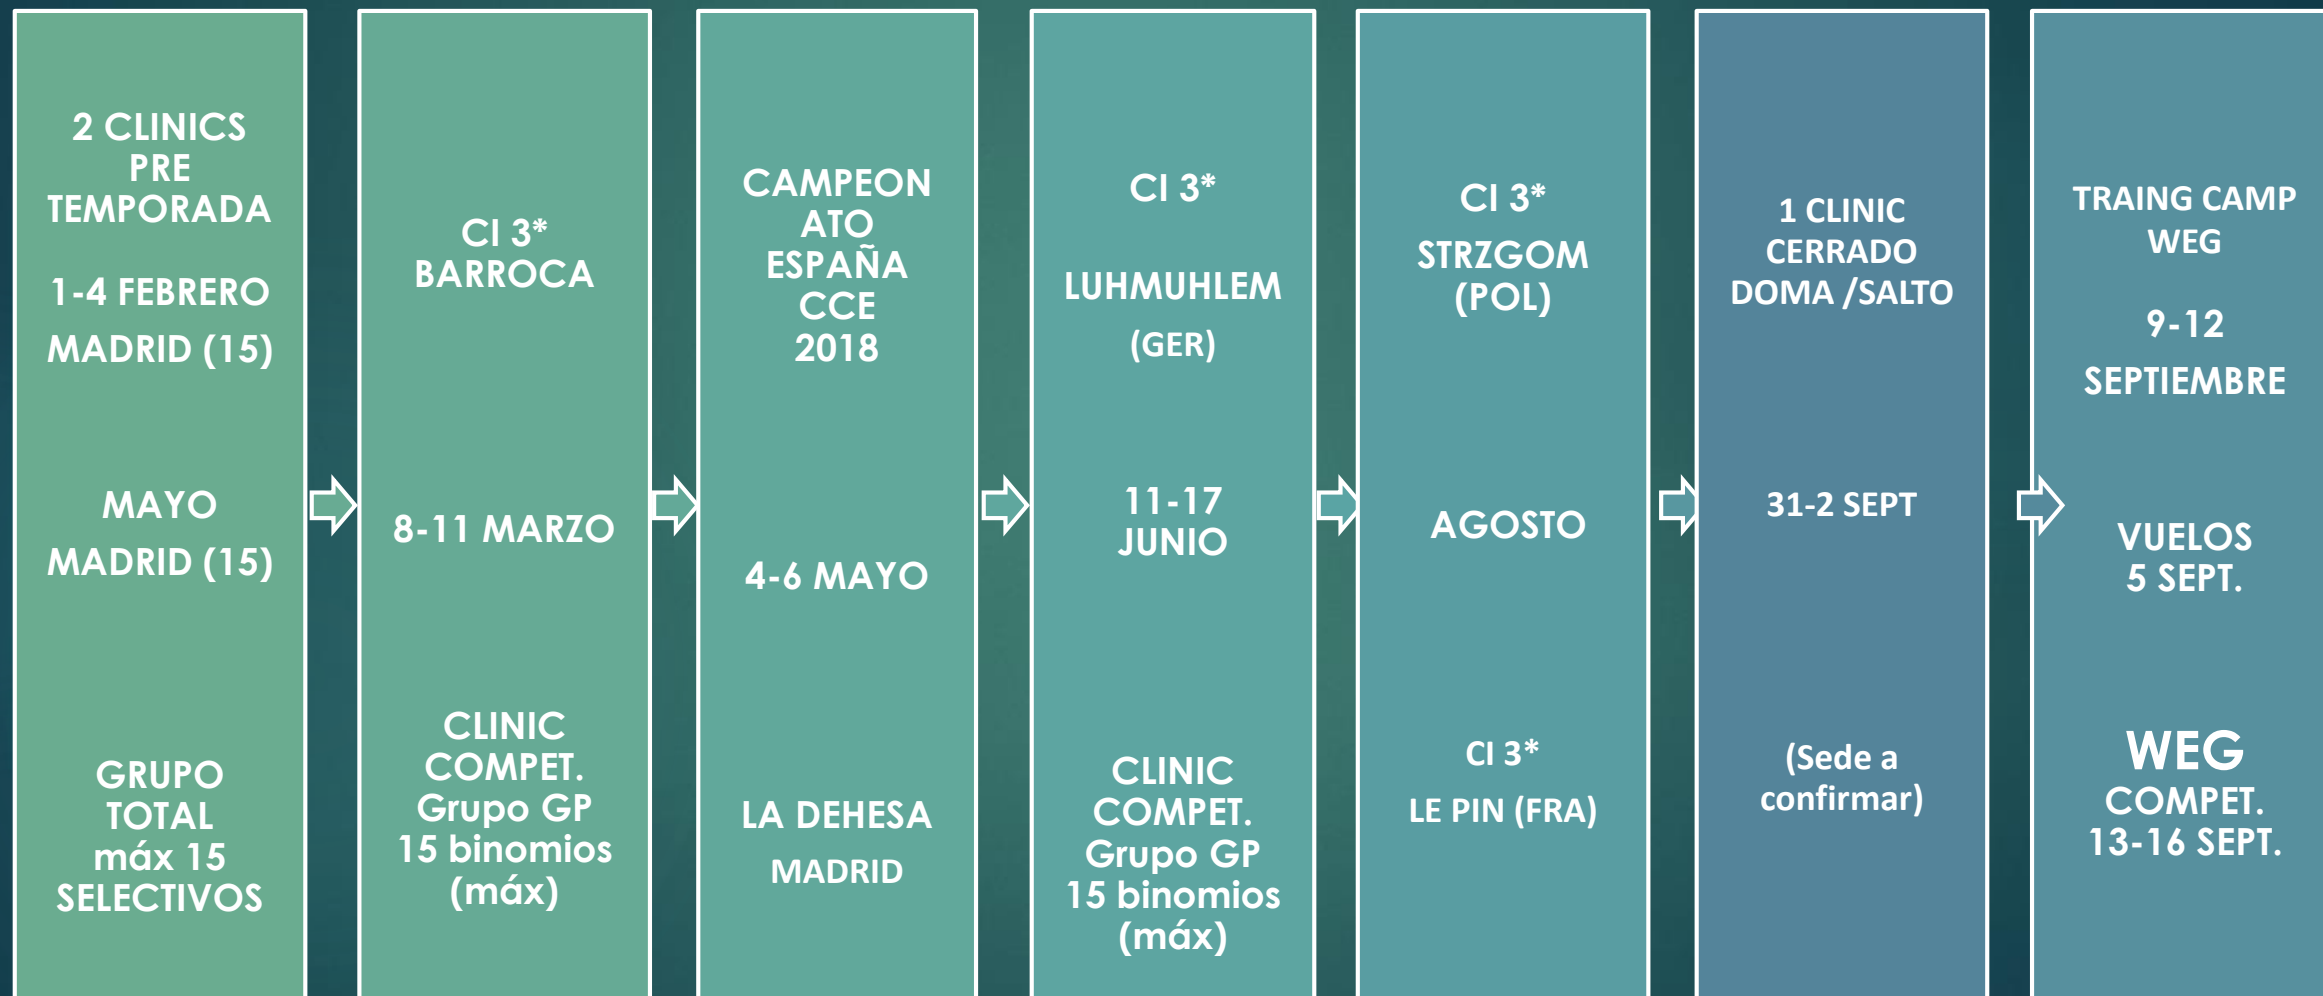 2 CLINICS
PRE
TEMPORADA
1-4 FEBRERO
MADRID (15)
MAYO
MADRID (15)
GRUPO
TOTAL
máx 15
SELECTIVOS
CI 3*
BARROCA
8-11 MARZO
CLINIC
COMPET.
Grupo GP
15 binomios
(máx)
CAMPEON
ATO
ESPAÑA
CCE
2018
4-6 MAYO
LA DEHESA
MADRID
CI 3*
LUHMUHLEM
(GER)
11-17
JUNIO
CLINIC
COMPET.
Grupo GP
15 binomios
(máx)
CI 3*
STRZGOM
(POL)
AGOSTO
CI 3*
LE PIN (FRA)
1 CLINIC
CERRADO
DOMA /SALTO
31-2 SEPT
(Sede a
confirmar)
TRAING CAMP
WEG
9-12
SEPTIEMBRE
VUELOS
5 SEPT.
WEG
COMPET.
13-16 SEPT.